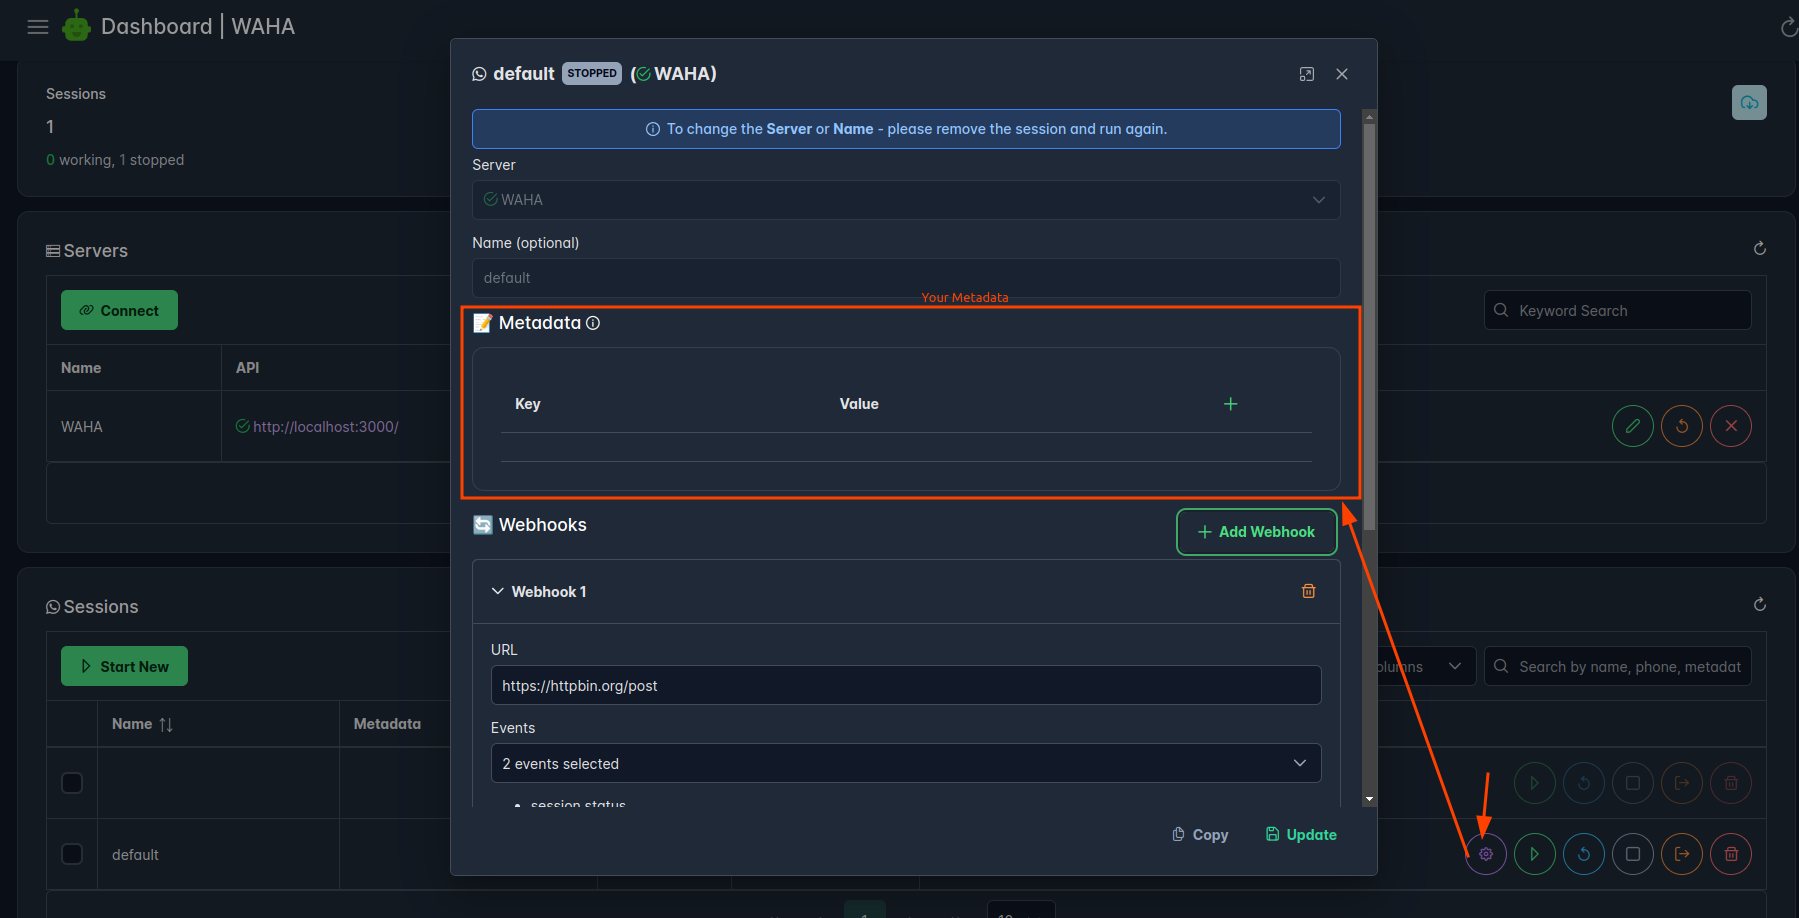 Dashboard | WAHA
Sessions
1
0 working, 1 stopped
Servers
Connect
Keyword Search
Name
API
WAHA
http://localhost:3000/
Sessions
Start New
Search by name, phone, metadat
Name
Metadata
default
default STOPPED (WAHA)
To change the Server or Name - please remove the session and run again.
Server
WAHA
Name (optional)
default
Your Metadata
Metadata
Key
Value
Webhooks
Add Webhook
Webhook 1
URL
https://httpbin.org/post
Events
2 events selected
session status
Copy
Update